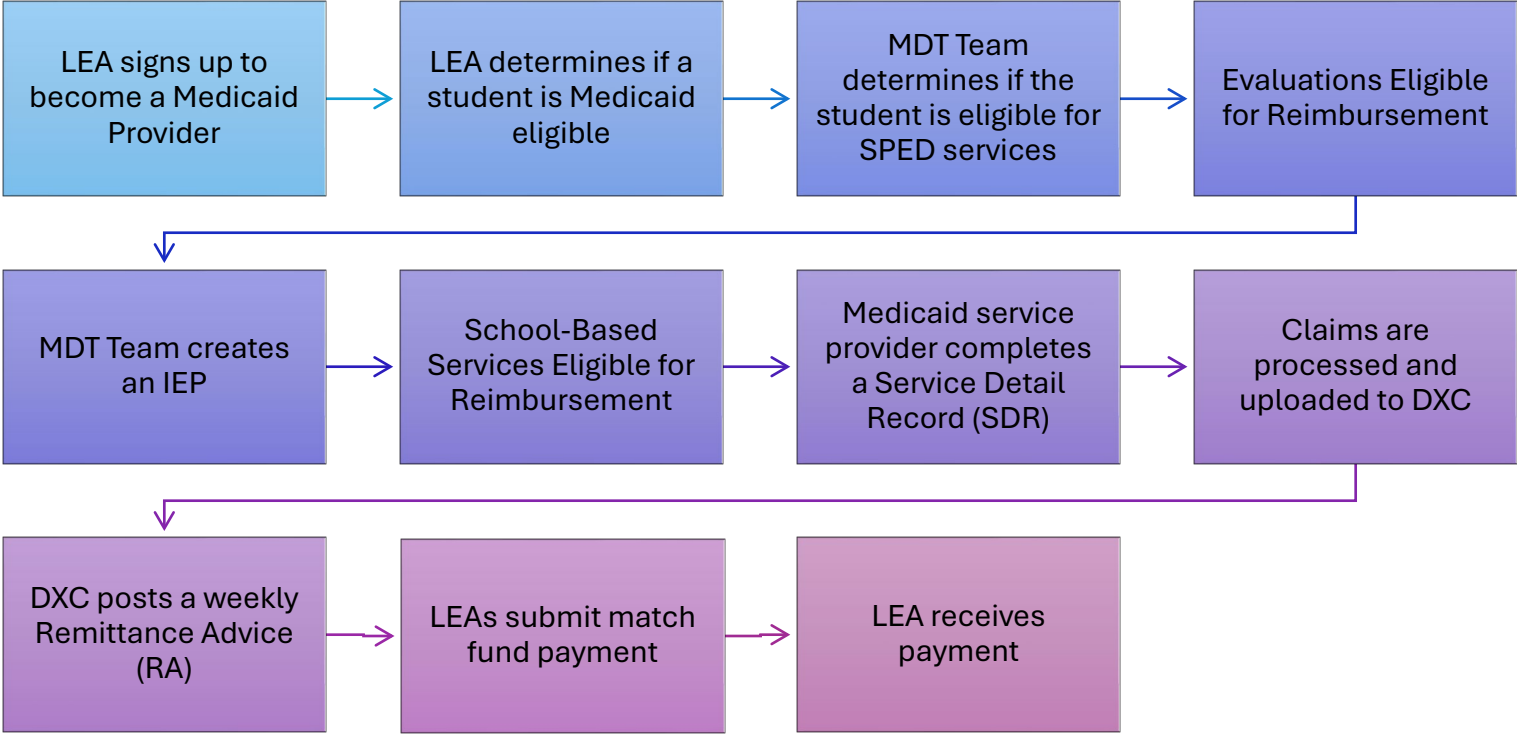 LEA signs up to
become a Medicaid
Provider
LEA determines if a
student is Medicaid
eligible
MDT Team
determines if the
student is eligible for
SPED services
Evaluations Eligible
for Reimbursement
MDT Team creates
an IEP
School-Based
Services Eligible for
Reimbursement
Medicaid service
provider completes
a Service Detail
Record (SDR)
Claims are
processed and
uploaded to DXC
DXC posts a weekly
Remittance Advice
(RA)
LEAs submit match
fund payment
LEA receives
payment